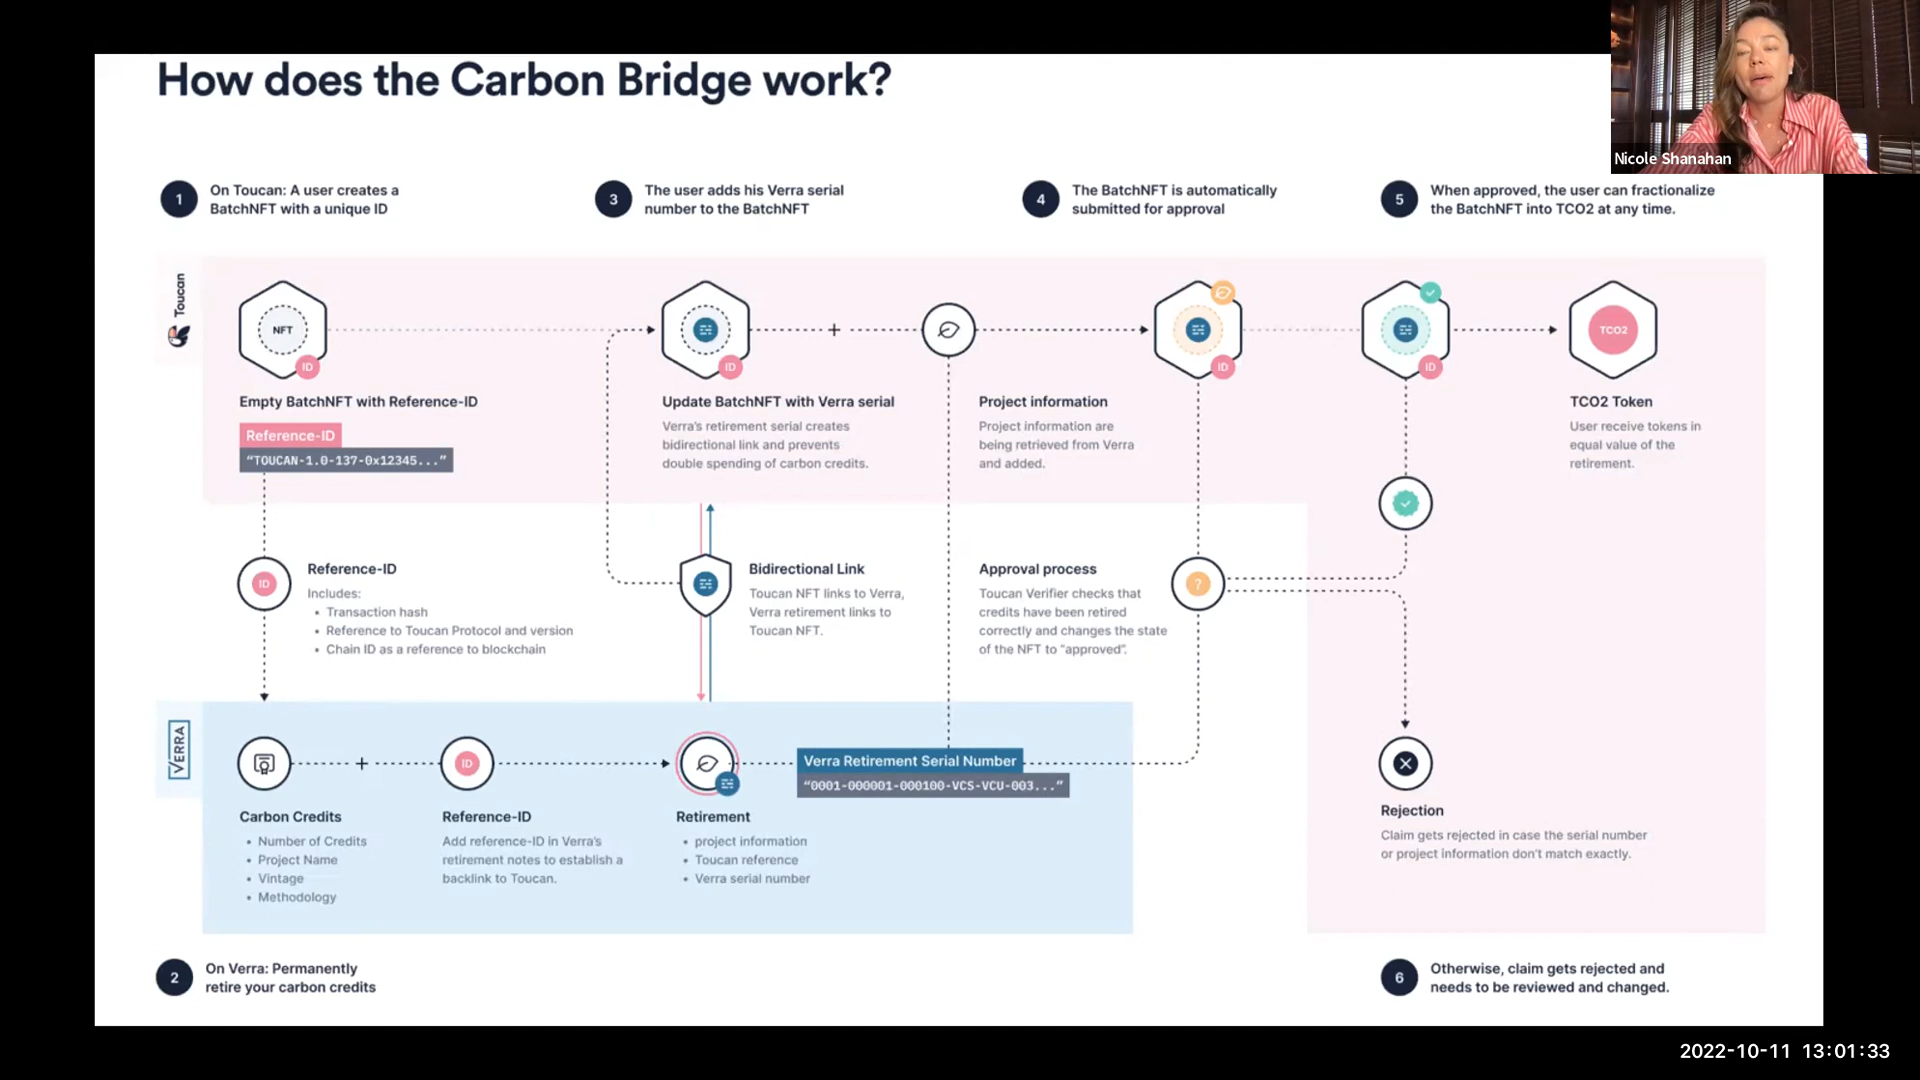 How does the Carbon Bridge work?
Nicole Shanahan
1
On Toucan: A user creates a
BatchNFT with a unique ID
3
The user adds his Verra serial
number to the BatchNFT
4
The BatchNFT is automatically
submitted for approval
5
When approved, the user can fractionalize
the BatchNFT into TCO2 at any time.
Toucan
NFT
ID
ID
ID
ID
TCO2
Empty BatchNFT with Reference-ID
Reference-ID
“TOUCAN-1.0-137-0x12345...”
Update BatchNFT with Verra serial
Verra's retirement serial creates
bidirectional link and prevents
double spending of carbon credits.
Project information
Project information are
being retrieved from Verra
and added.
TCO2 Token
User receive tokens in
equal value of the
retirement.
ID
Reference-ID
Includes:
• Transaction hash
• Reference to Toucan Protocol and version
• Chain ID as a reference to blockchain
Bidirectional Link
Toucan NFT links to Verra,
Verra retirement links to
Toucan NFT.
Approval process
Toucan Verifier checks that
credits have been retired
correctly and changes the state
of the NFT to “approved”.
?
VERRA
ID
Verra Retirement Serial Number
“0001-000001-000100-VCS-VCU-003...”
Carbon Credits
• Number of Credits
• Project Name
• Vintage
• Methodology
Reference-ID
Add reference-ID in Verra's
retirement notes to establish a
backlink to Toucan.
Retirement
• project information
• Toucan reference
• Verra serial number
Rejection
Claim gets rejected in case the serial number
or project information don't match exactly.
2
On Verra: Permanently
retire your carbon credits
6
Otherwise, claim gets rejected and
needs to be reviewed and changed.
2022-10-11 13:01:33